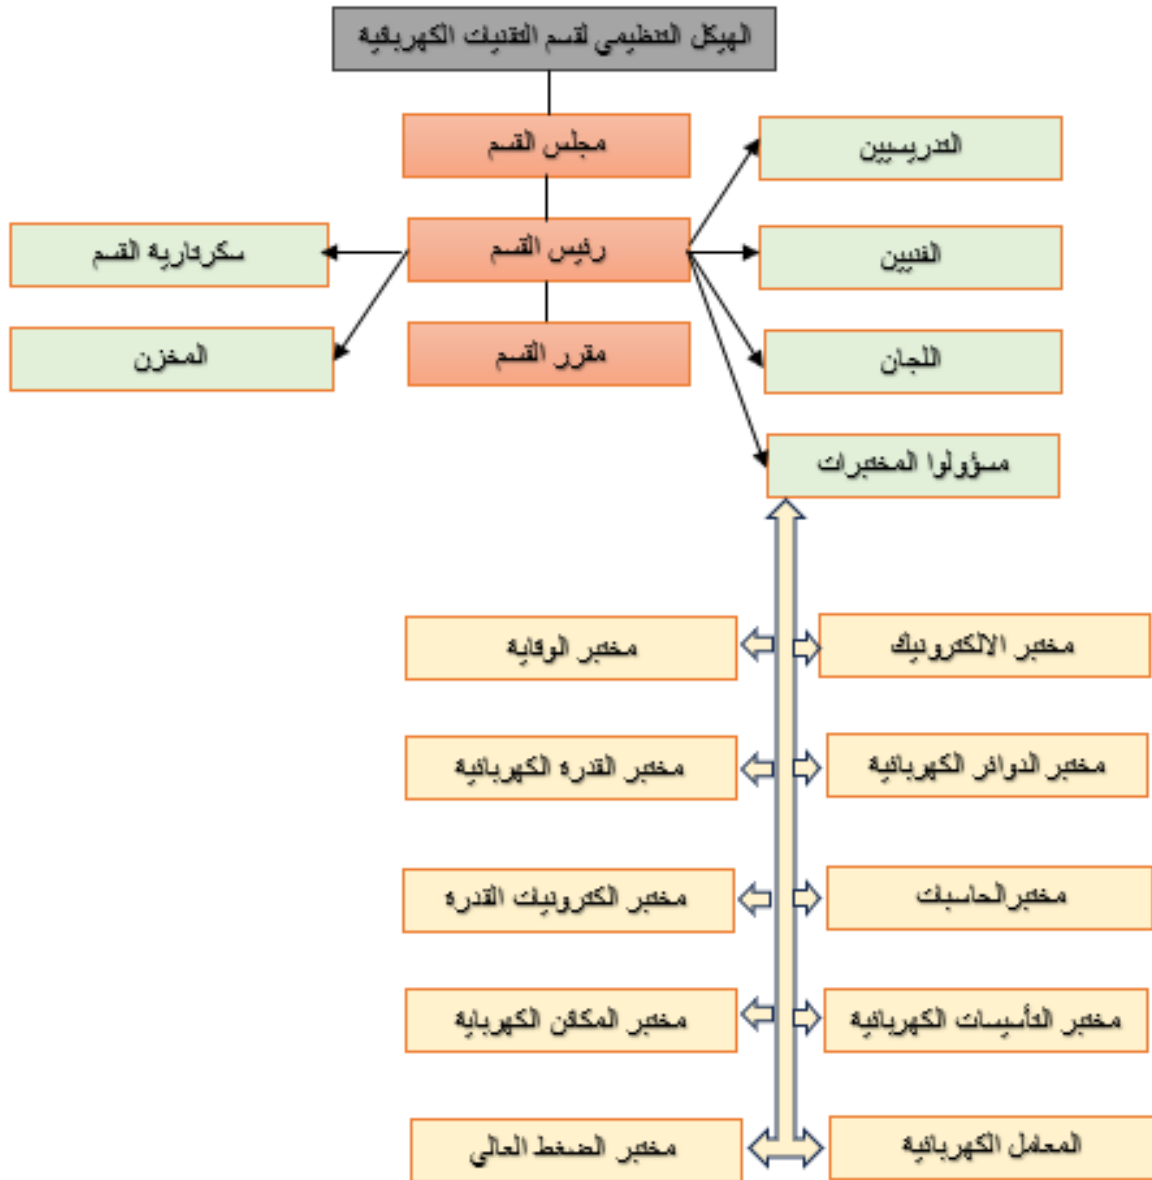 الهيكل التنظيمي لقسم التقنيات الكهربائية
مجلس القسم
التدريسيين
رئيس القسم
سكرتارية القسم
الفنيين
مقرر القسم
المخزن
اللجان
مسؤولوا المختبرات
مختبر الالكترونيك
مختبر الوقاية
مختبر الدوائر الكهربائية
مختبر القدرة الكهربائية
مختبرالحاسبات
مختبر الكترونيات القدرة
مختبر التأسيسات الكهربائية
مختبر المكائن الكهرباية
المعامل الكهربائية
مختبر الضغط العالي